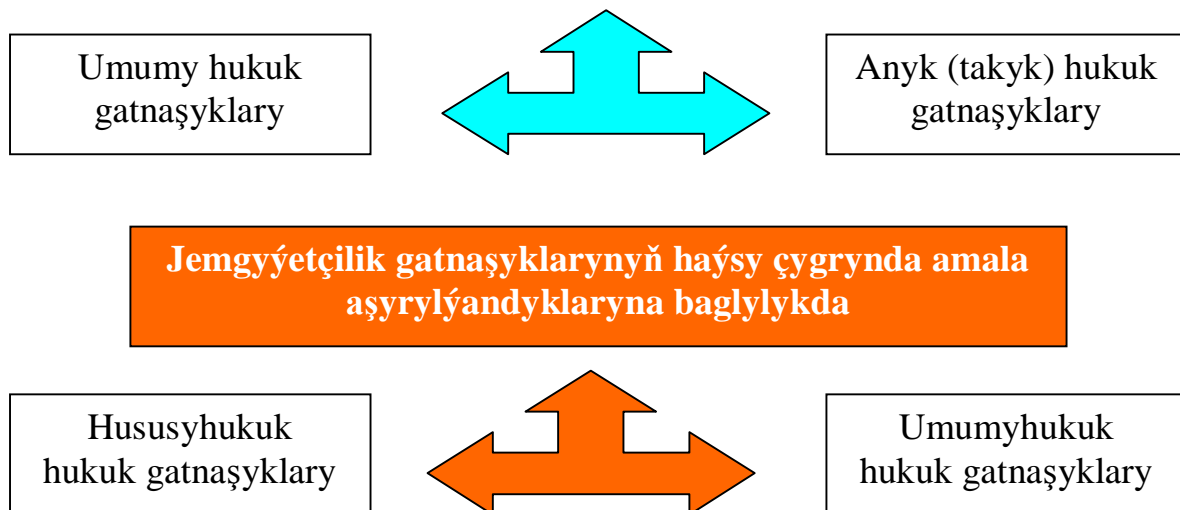 Umumy hukuk
gatnaşyklary
Anyk (takyk) hukuk
gatnaşyklary
Jemgyýetçilik gatnaşyklarynyň haýsy çygrynda amala
aşyrylýandyklaryna baglylykda
Hususyhukuk
hukuk gatnaşyklary
Umumyhukuk
hukuk gatnaşyklary